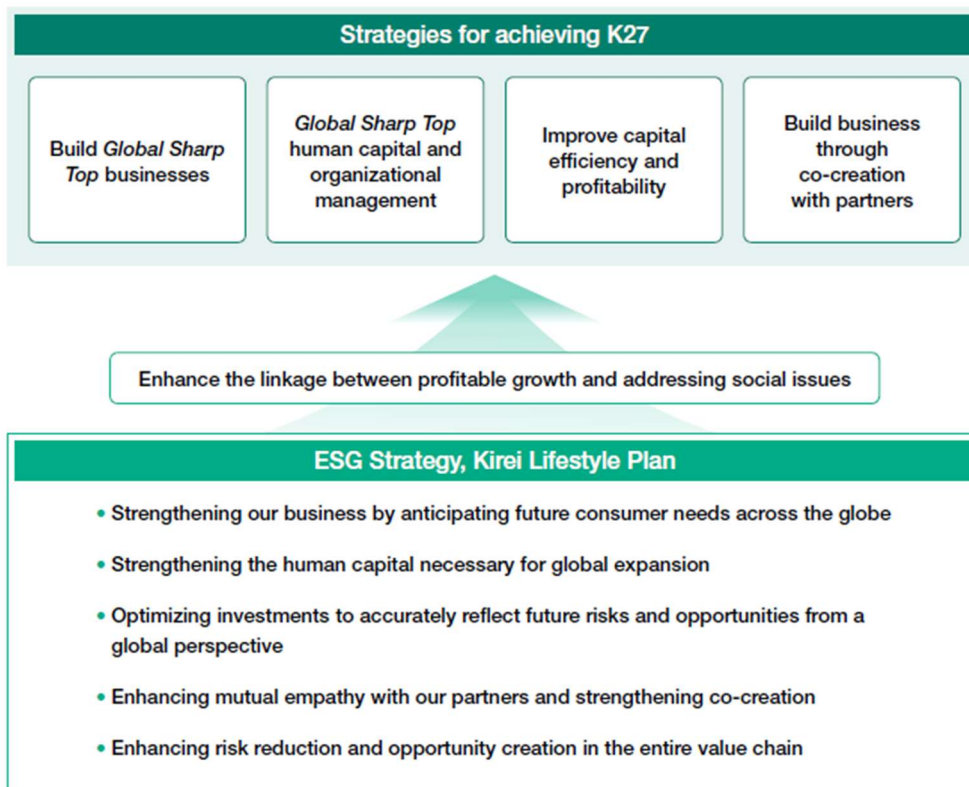 Strategies for achieving K27
Build Global Sharp
Top businesses
Global Sharp Top
human capital and
organizational
management
Improve capital
efficiency and
profitability
Build business
through
co-creation
with partners
Enhance the linkage between profitable growth and addressing social issues
ESG Strategy, Kirei Lifestyle Plan
• Strengthening our business by anticipating future consumer needs across the globe
• Strengthening the human capital necessary for global expansion
• Optimizing investments to accurately reflect future risks and opportunities from a
global perspective
• Enhancing mutual empathy with our partners and strengthening co-creation
• Enhancing risk reduction and opportunity creation in the entire value chain